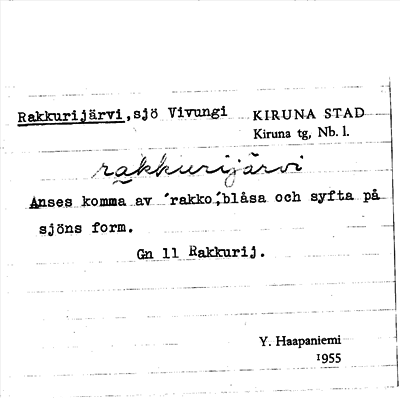 Rakkurijärvi, sjö Vivungi KIRUNA STAD
Kiruna tg, Nb. l.
rakkurijärvi
Anses komma av ´rakko´, blåsa och syfta på
sjöns form.
Gn 11 Rakkurij.
Y. Haapaniemi
1955